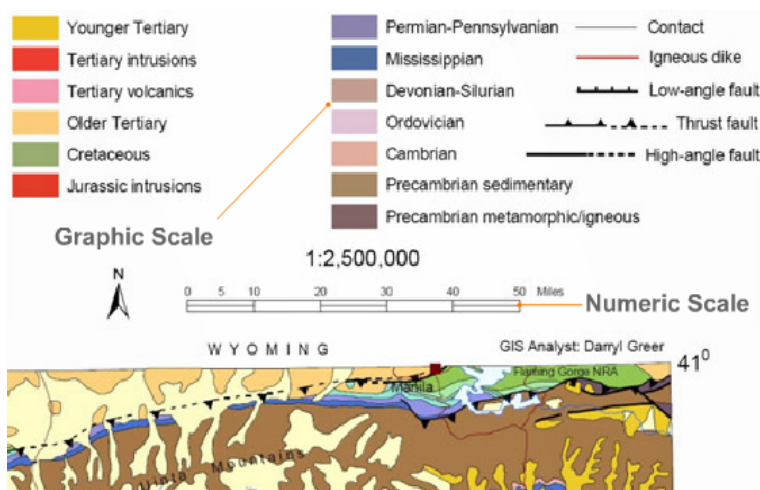 Younger Tertiary
Tertiary intrusions
Tertiary volcanics
Older Tertiary
Cretaceous
Jurassic intrusions
Permian-Pennsylvanian
Mississippian
Devonian-Silurian
Ordovician
Cambrian
Precambrian sedimentary
Precambrian metamorphic/igneous
Contact
Igneous dike
Low-angle fault
Thrust fault
High-angle fault
Graphic Scale
1:2,500,000
N
0 5 10 20 30 40 50 Miles
Numeric Scale
WYOMING
GIS Analyst: Darryl Greer
41⁰
Flaming Gorge NRA
Manila
Uinta Mountains